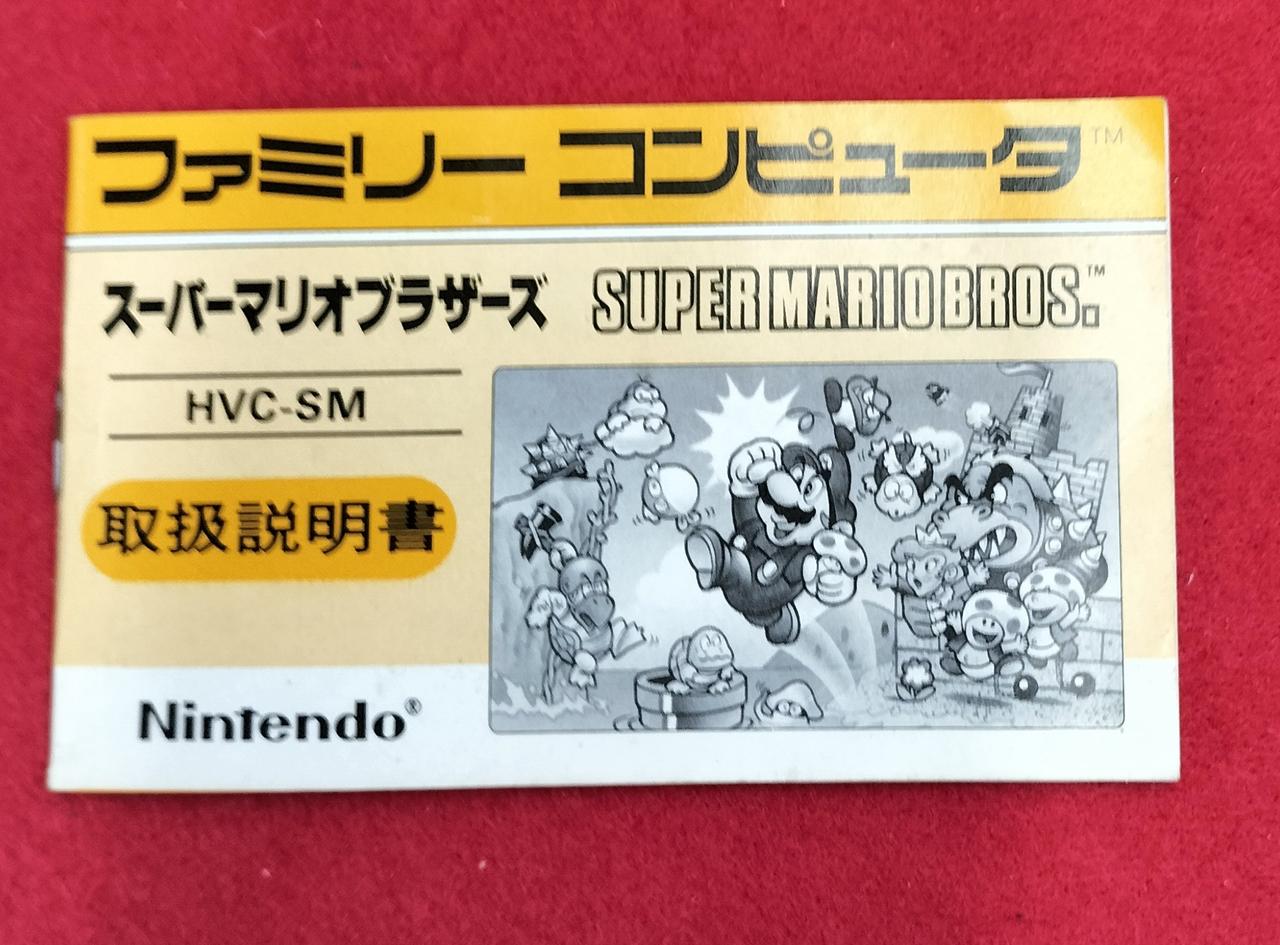 ファミリー コンピュータ™
スーパーマリオブラザーズ SUPER MARIO BROS.™
HVC-SM
取扱説明書
Nintendo®